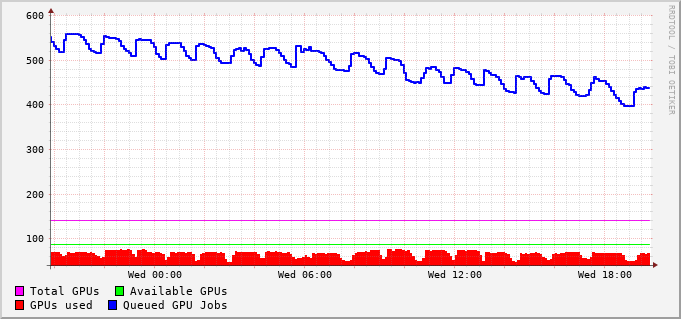 600
500
400
300
200
100
Wed 00:00 Wed 06:00 Wed 12:00 Wed 18:00
Total GPUs Available GPUs
GPUs used Queued GPU Jobs
RRDTOOL / TOBI OETIKER